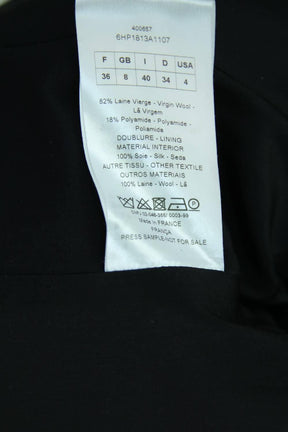 400657
6HP1813A1107
F GB I D USA
36 8 40 34 4
82% Laine Vierge - Virgin Wool -
Lã Virgem
18% Polyamide - Polyamide -
Poliamida
DOUBLURE - LINING
MATERIAL INTERIOR
100% Soie - Silk - Seda
AUTRE TISSU - OTHER TEXTILE
OUTROS MATERIAIS
100% Laine - Wool - Lã
Made in FRANCE
FRANÇA
PRESS SAMPLE-NOT FOR SALE